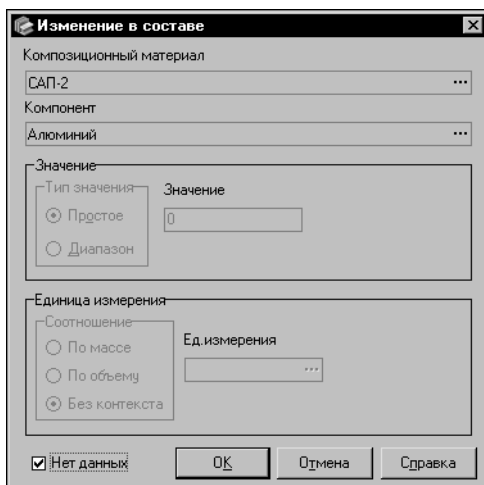 Изменение в составе
Композиционный материал
САП-2 ...
Компонент
Алюминий ...
Значение
Тип значения
Значение
Простое
0
Диапазон
Единица измерения
Соотношение
По массе
Ед.измерения
По объему
...
Без контекста
Нет данных
OK
Отмена
Справка